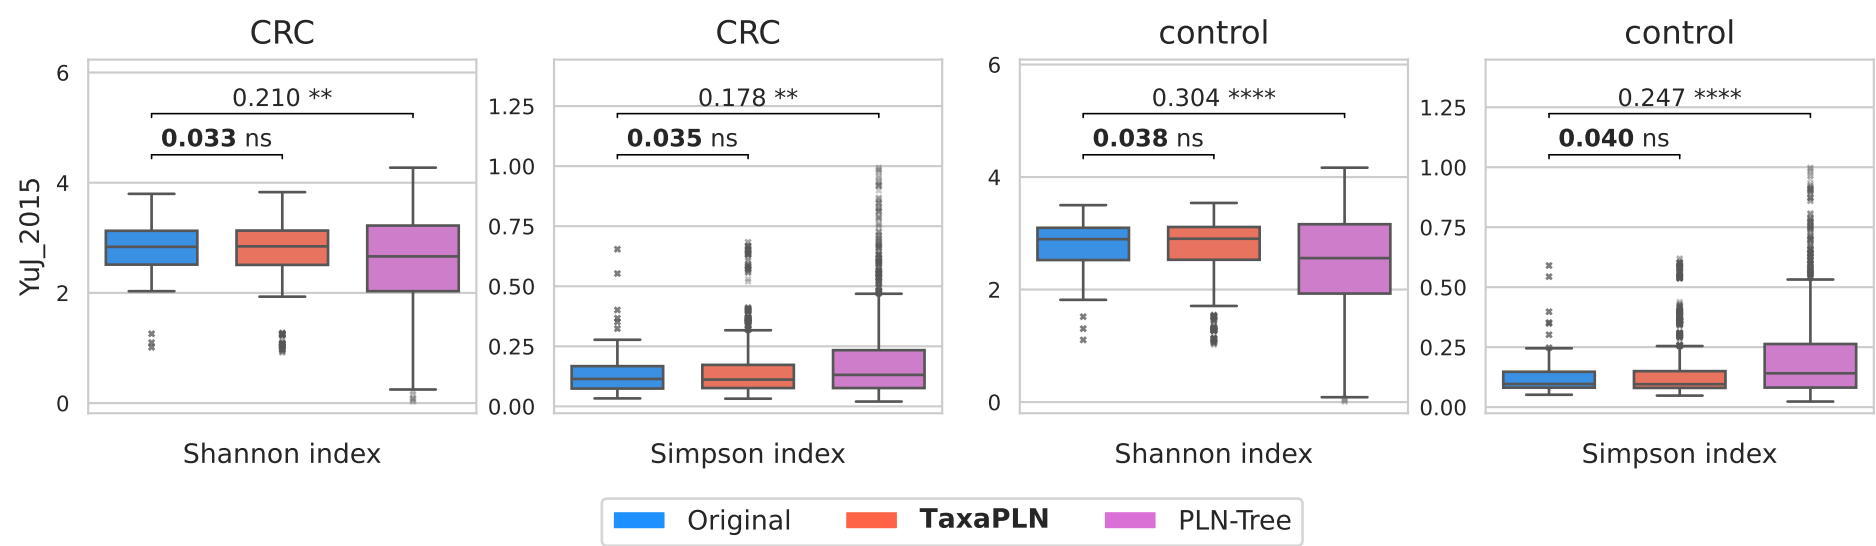 CRC
CRC
control
control
YuJ_2015
6
4
2
0
0.210 **
0.033 ns
Shannon index
1.25
1.00
0.75
0.50
0.25
0.00
0.178 **
0.035 ns
Simpson index
6
4
2
0
0.304 ****
0.038 ns
Shannon index
1.25
1.00
0.75
0.50
0.25
0.00
0.247 ****
0.040 ns
Simpson index
Original TaxaPLN PLN-Tree